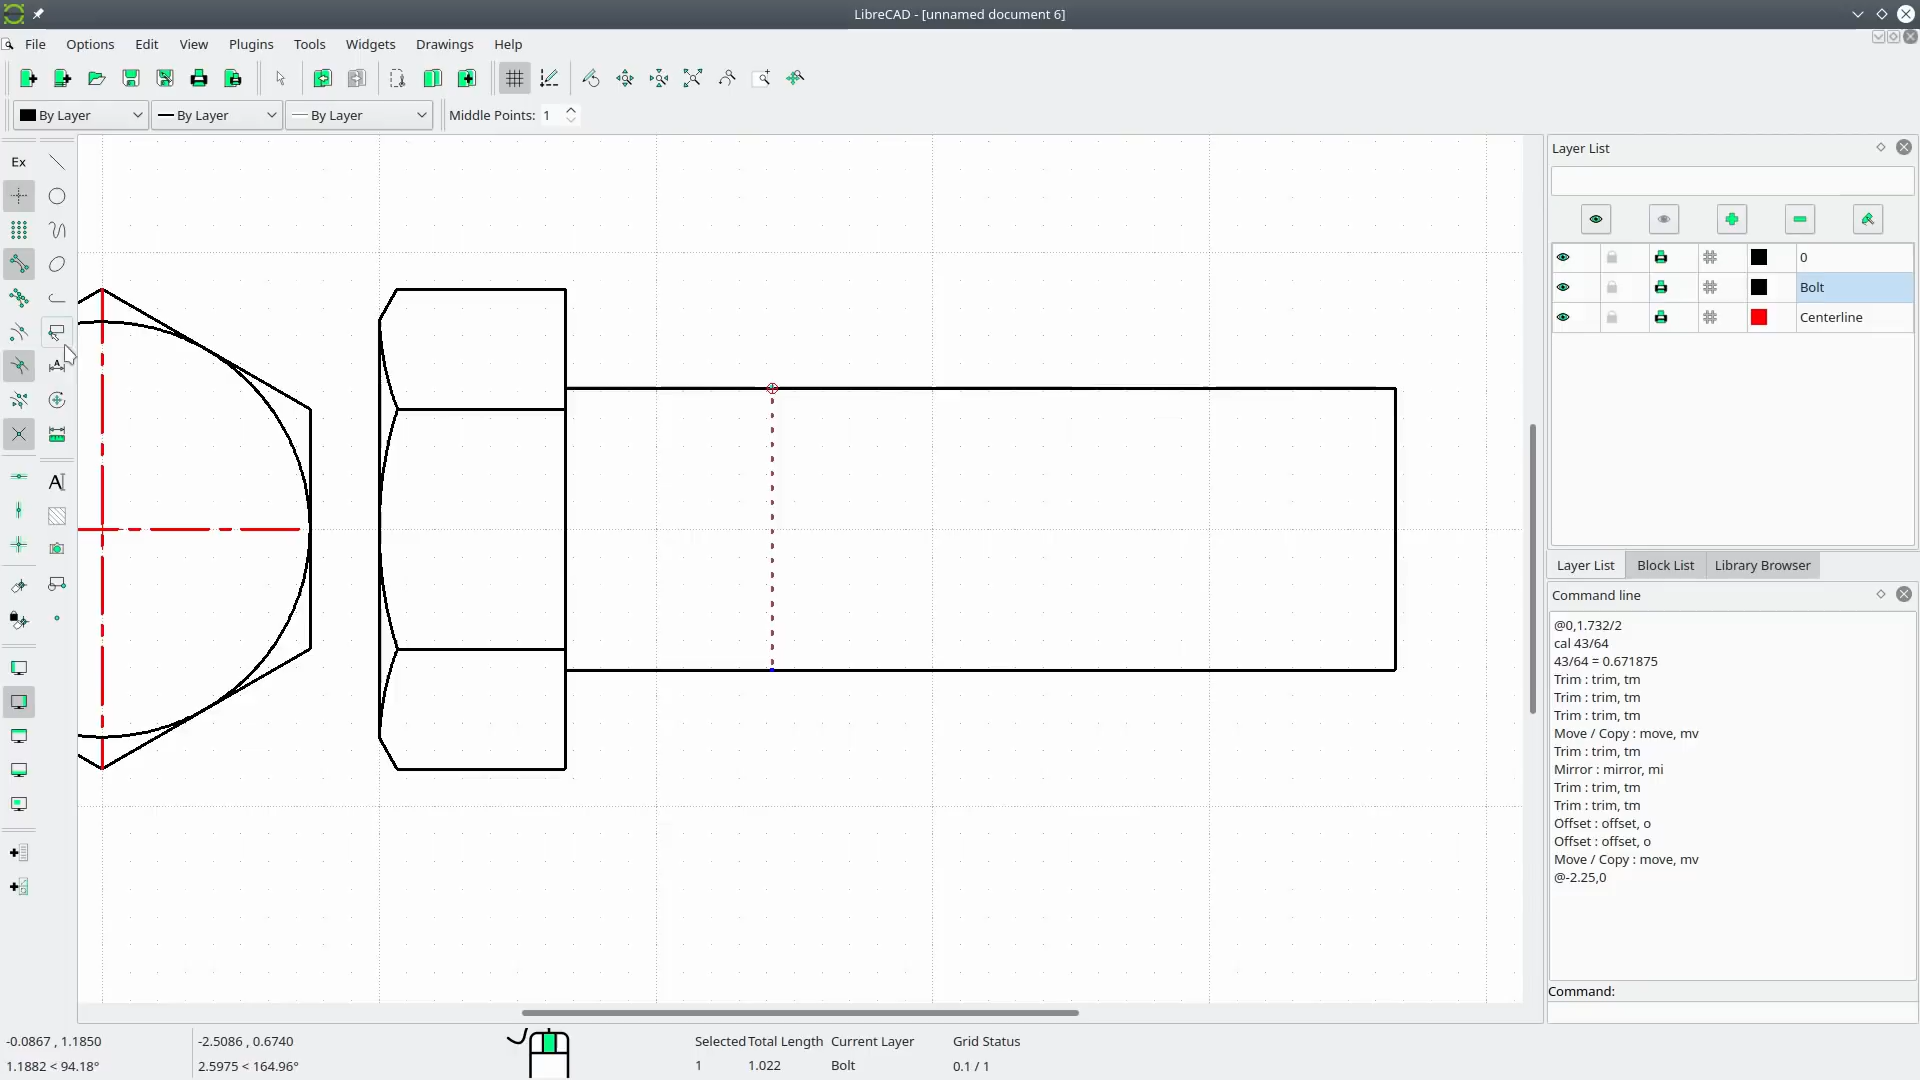 LibreCAD - [unnamed document 6]
File Options Edit View Plugins Tools Widgets Drawings Help
By Layer By Layer By Layer Middle Points: 1
Layer List
Ex
0
Bolt
Centerline
A
A
Layer List Block List Library Browser
Command line
@0,1.732/2
cal 43/64
43/64 = 0.671875
Trim : trim, tm
Trim : trim, tm
Trim : trim, tm
Move / Copy : move, mv
Trim : trim, tm
Mirror : mirror, mi
Trim : trim, tm
Trim : trim, tm
Offset : offset, o
Offset : offset, o
Move / Copy : move, mv
@-2.25,0
Command:
-0.0867 , 1.1850 -2.5086 , 0.6740 Selected Total Length Current Layer Grid Status
1.1882 < 94.18° 2.5975 < 164.96° 1 1.022 Bolt 0.1 / 1